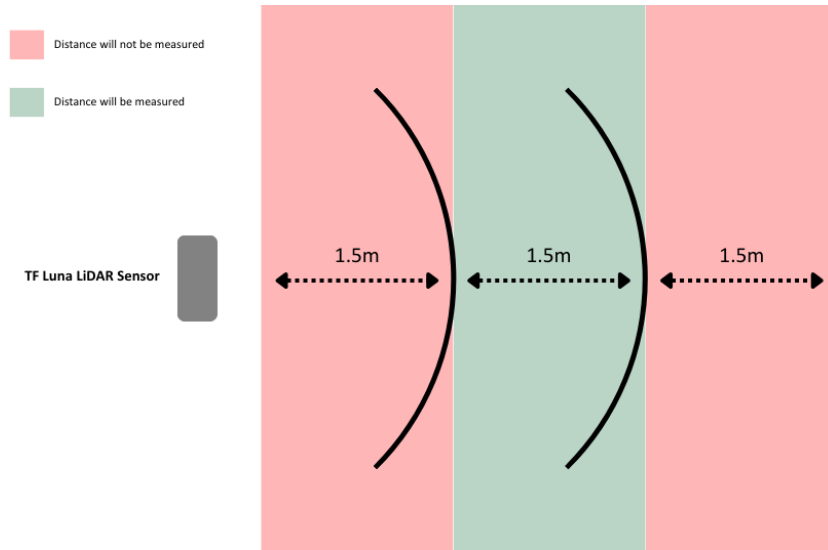 Distance will not be measured
Distance will be measured
1.5m
1.5m
1.5m
TF Luna LiDAR Sensor